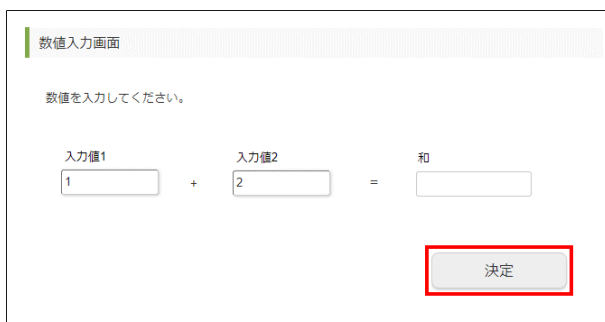 数値入力画面
数値を入力してください。
入力値1 入力値2 和
1 + 2 =
決定